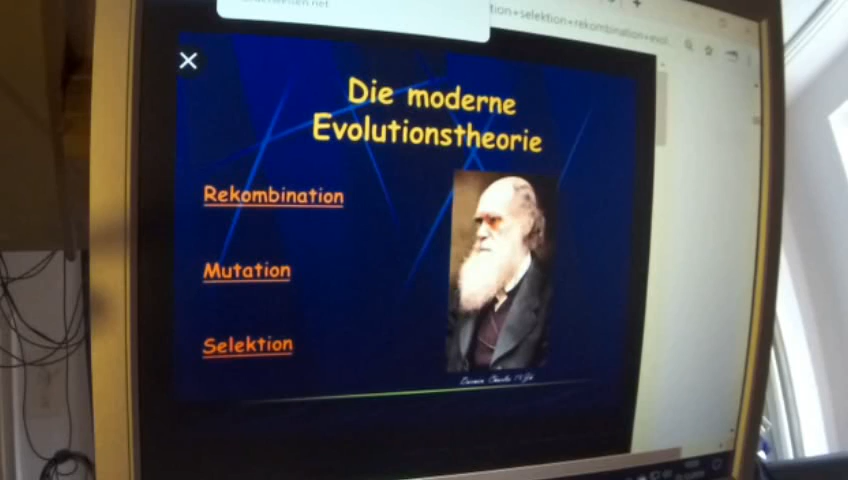 Die moderne
Evolutionstheorie
Rekombination
Mutation
Selektion